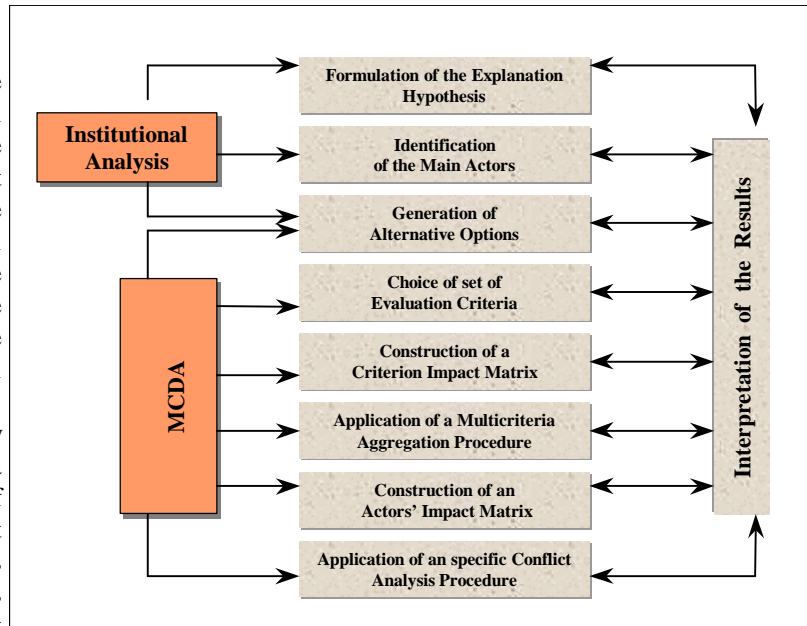 Institutional
Analysis
MCDA
Formulation of the Explanation
Hypothesis
Identification
of the Main Actors
Generation of
Alternative Options
Choice of set of
Evaluation Criteria
Construction of a
Criterion Impact Matrix
Application of a Multicriteria
Aggregation Procedure
Construction of an
Actors’ Impact Matrix
Application of an specific Conflict
Analysis Procedure
Interpretation of the Results